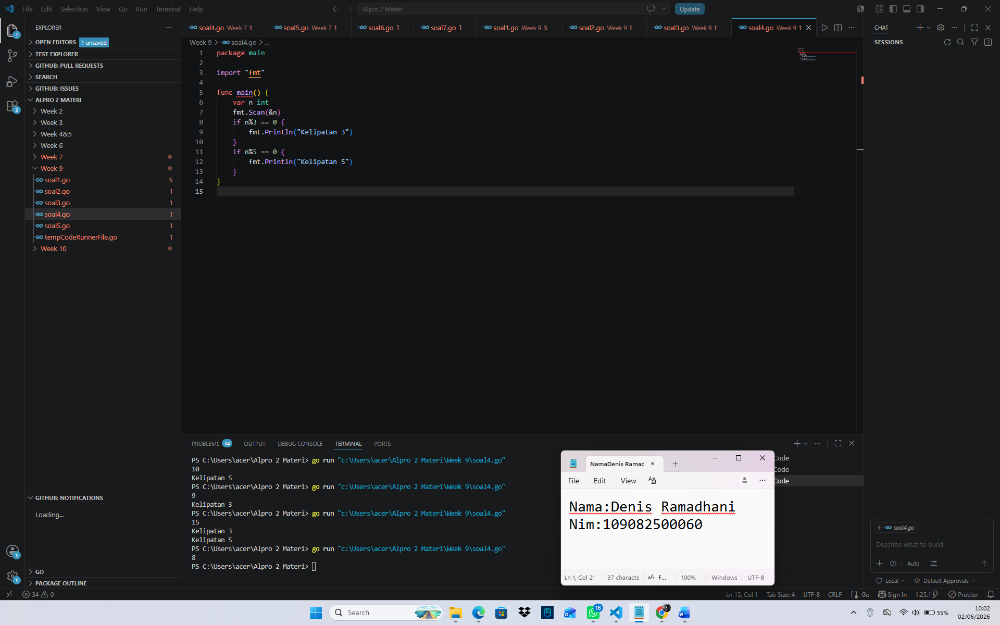 File Edit Selection View Go Run Terminal Help
Alpro 2 Materi
Update
EXPLORER
OPEN EDITORS 1 unsaved
TEST EXPLORER
GITHUB: PULL REQUESTS
SEARCH
GITHUB: ISSUES
ALPRO 2 MATERI
Week 2
Week 3
Week 4&5
Week 6
Week 7
Week 9
soal1.go 5
soal2.go 1
soal3.go 1
soal4.go 1
soal5.go 1
tempCodeRunnerFile.go 1
Week 10
GITHUB: NOTIFICATIONS
Loading...
GO
PACKAGE OUTLINE
1
2
1
1
soal4.go Week 7 1
soal5.go Week 7 1
soal6.go 1
soal7.go 1
soal1.go Week 9 5
soal2.go Week 9 1
soal3.go Week 9 1
soal4.go Week 9 1
Week 9 > soal4.go > ...
1 package main
2
3 import "fmt"
4
5 func main() {
6 var n int
7 fmt.Scan(&n)
8 if n%3 == 0 {
9 fmt.Println("Kelipatan 3")
10 }
11 if n%5 == 0 {
12 fmt.Println("Kelipatan 5")
13 }
14 }
15
PROBLEMS 34 OUTPUT DEBUG CONSOLE TERMINAL PORTS
PS C:\Users\acer\Alpro 2 Materi> go run "c:\Users\acer\Alpro 2 Materi\Week 9\soal4.go"
10
Kelipatan 5
PS C:\Users\acer\Alpro 2 Materi> go run "c:\Users\acer\Alpro 2 Materi\Week 9\soal4.go"
9
Kelipatan 3
PS C:\Users\acer\Alpro 2 Materi> go run "c:\Users\acer\Alpro 2 Materi\Week 9\soal4.go"
15
Kelipatan 3
Kelipatan 5
PS C:\Users\acer\Alpro 2 Materi> go run "c:\Users\acer\Alpro 2 Materi\Week 9\soal4.go"
8
PS C:\Users\acer\Alpro 2 Materi>
Code
Code
Code
NamaDenis Ramad
File Edit View
Nama:Denis Ramadhani
Nim:109082500060
Ln 1, Col 21 37 characte F... 100% Windows UTF-8
CHAT
SESSIONS
soal4.go
Describe what to build
Auto
Local Default Approvals
34 0
Ln 15, Col 1 Tab Size: 4 UTF-8 CRLF Go Sign In 1.25.1 Prettier
Search
18
35%
10:02
02/06/2026